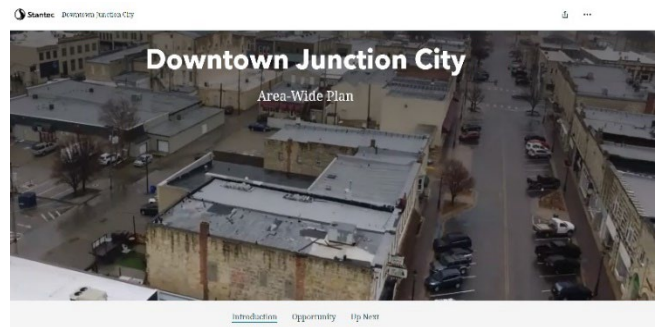 Stantec Downtown Junction City
Downtown Junction City
Area-Wide Plan
Introduction Opportunity Up Next